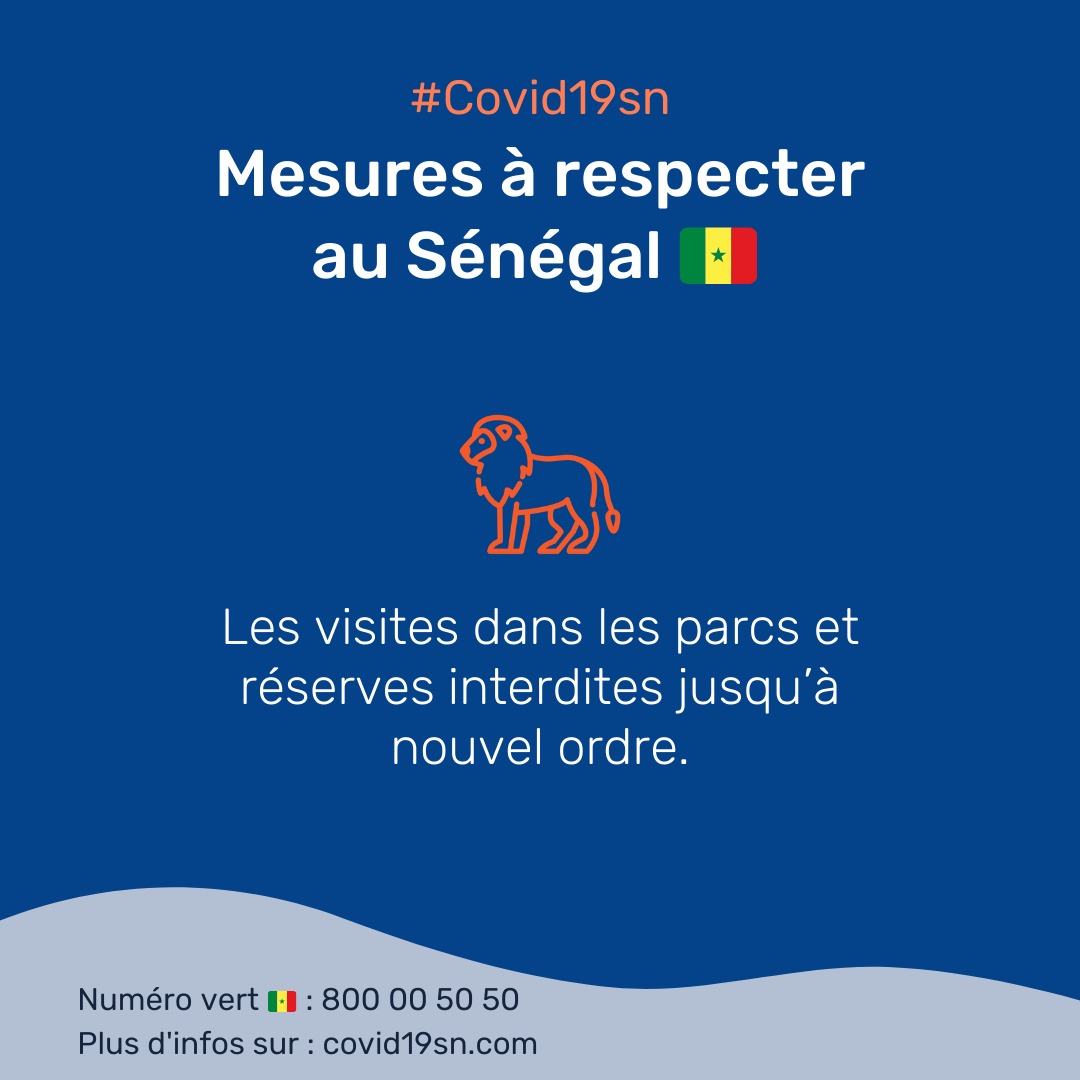 #Covid19sn
Mesures à respecter
au Sénégal 🇸🇳
Les visites dans les parcs et
réserves interdites jusqu’à
nouvel ordre.
Numéro vert 🇸🇳 : 800 00 50 50
Plus d'infos sur : covid19sn.com